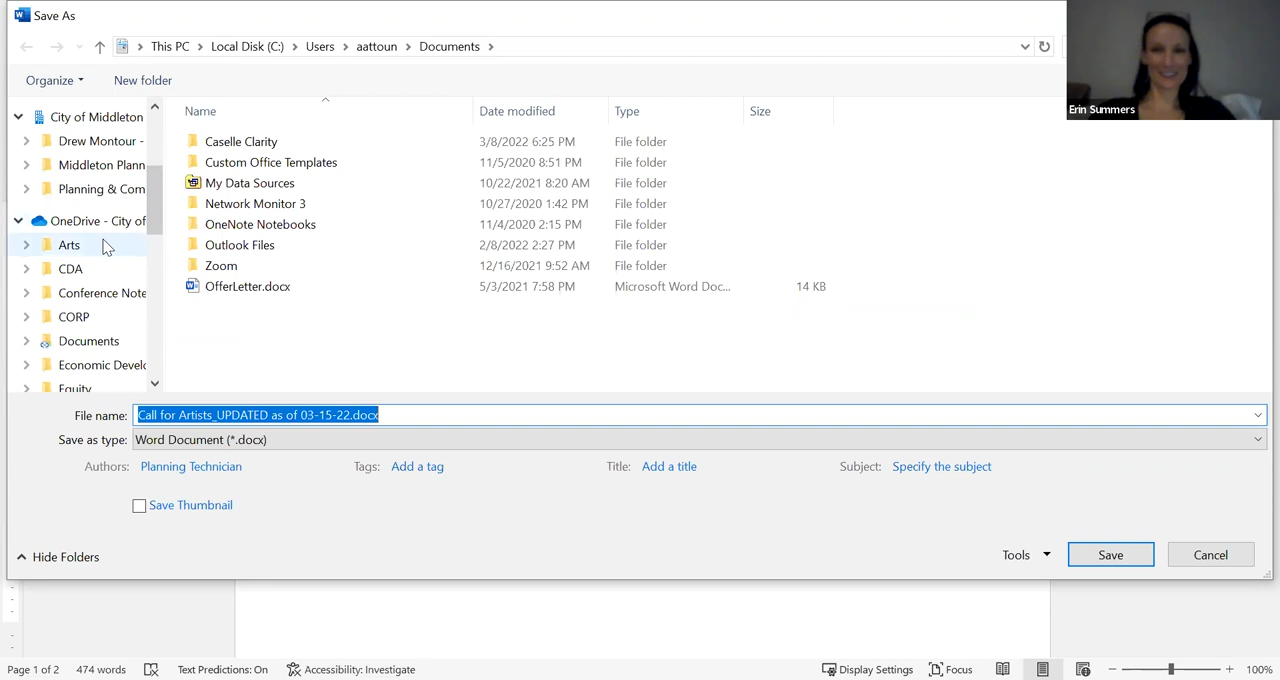 Save As
This PC Local Disk (C:) Users aattoun Documents
Organize New folder
Erin Summers
City of Middleton
Drew Montour -
Middleton Plann
Planning & Com
OneDrive - City of
Arts
CDA
Conference Note
CORP
Documents
Economic Develo
Equity
Name Date modified Type Size
Caselle Clarity 3/8/2022 6:25 PM File folder
Custom Office Templates 11/5/2020 8:51 PM File folder
My Data Sources 10/22/2021 8:20 AM File folder
Network Monitor 3 10/27/2020 1:42 PM File folder
OneNote Notebooks 11/4/2020 2:15 PM File folder
Outlook Files 2/8/2022 2:27 PM File folder
Zoom 12/16/2021 9:52 AM File folder
OfferLetter.docx 5/3/2021 7:58 PM Microsoft Word Doc... 14 KB
File name: Call for Artists_UPDATED as of 03-15-22.docx
Save as type: Word Document (*.docx)
Authors: Planning Technician Tags: Add a tag Title: Add a title Subject: Specify the subject
Save Thumbnail
Hide Folders Tools Save Cancel
Page 1 of 2 474 words Text Predictions: On Accessibility: Investigate Display Settings Focus 100%